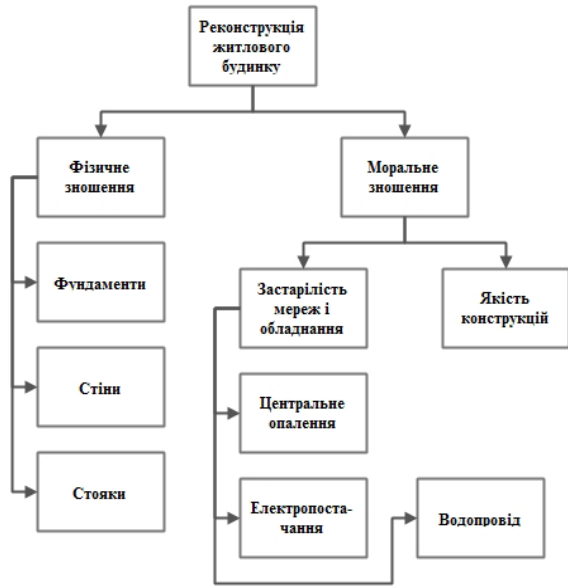 Реконструкція
житлового
будинку
Фізичне
зношення
Моральне
зношення
Фундаменти
Застарілість
мереж і
обладнання
Якість
конструкцій
Стіни
Центральне
опалення
Стояки
Електропоста-
чання
Водопровід